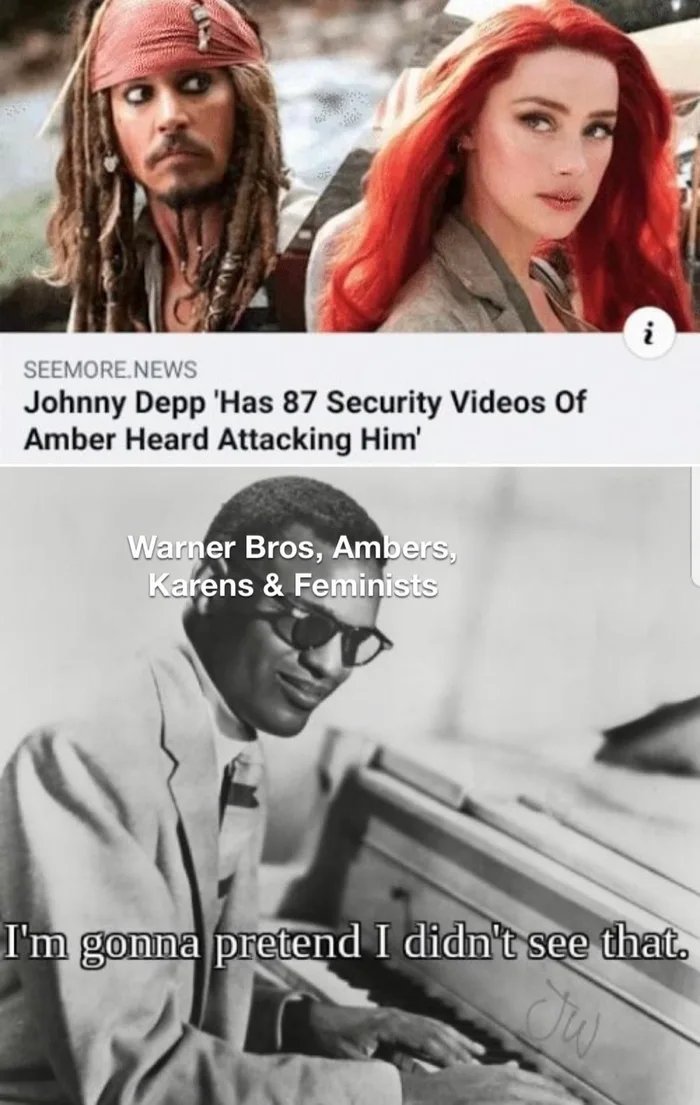 i
SEEMORE.NEWS
Johnny Depp 'Has 87 Security Videos Of
Amber Heard Attacking Him'
Warner Bros, Ambers,
Karens & Feminists
I'm gonna pretend I didn't see that.
JW